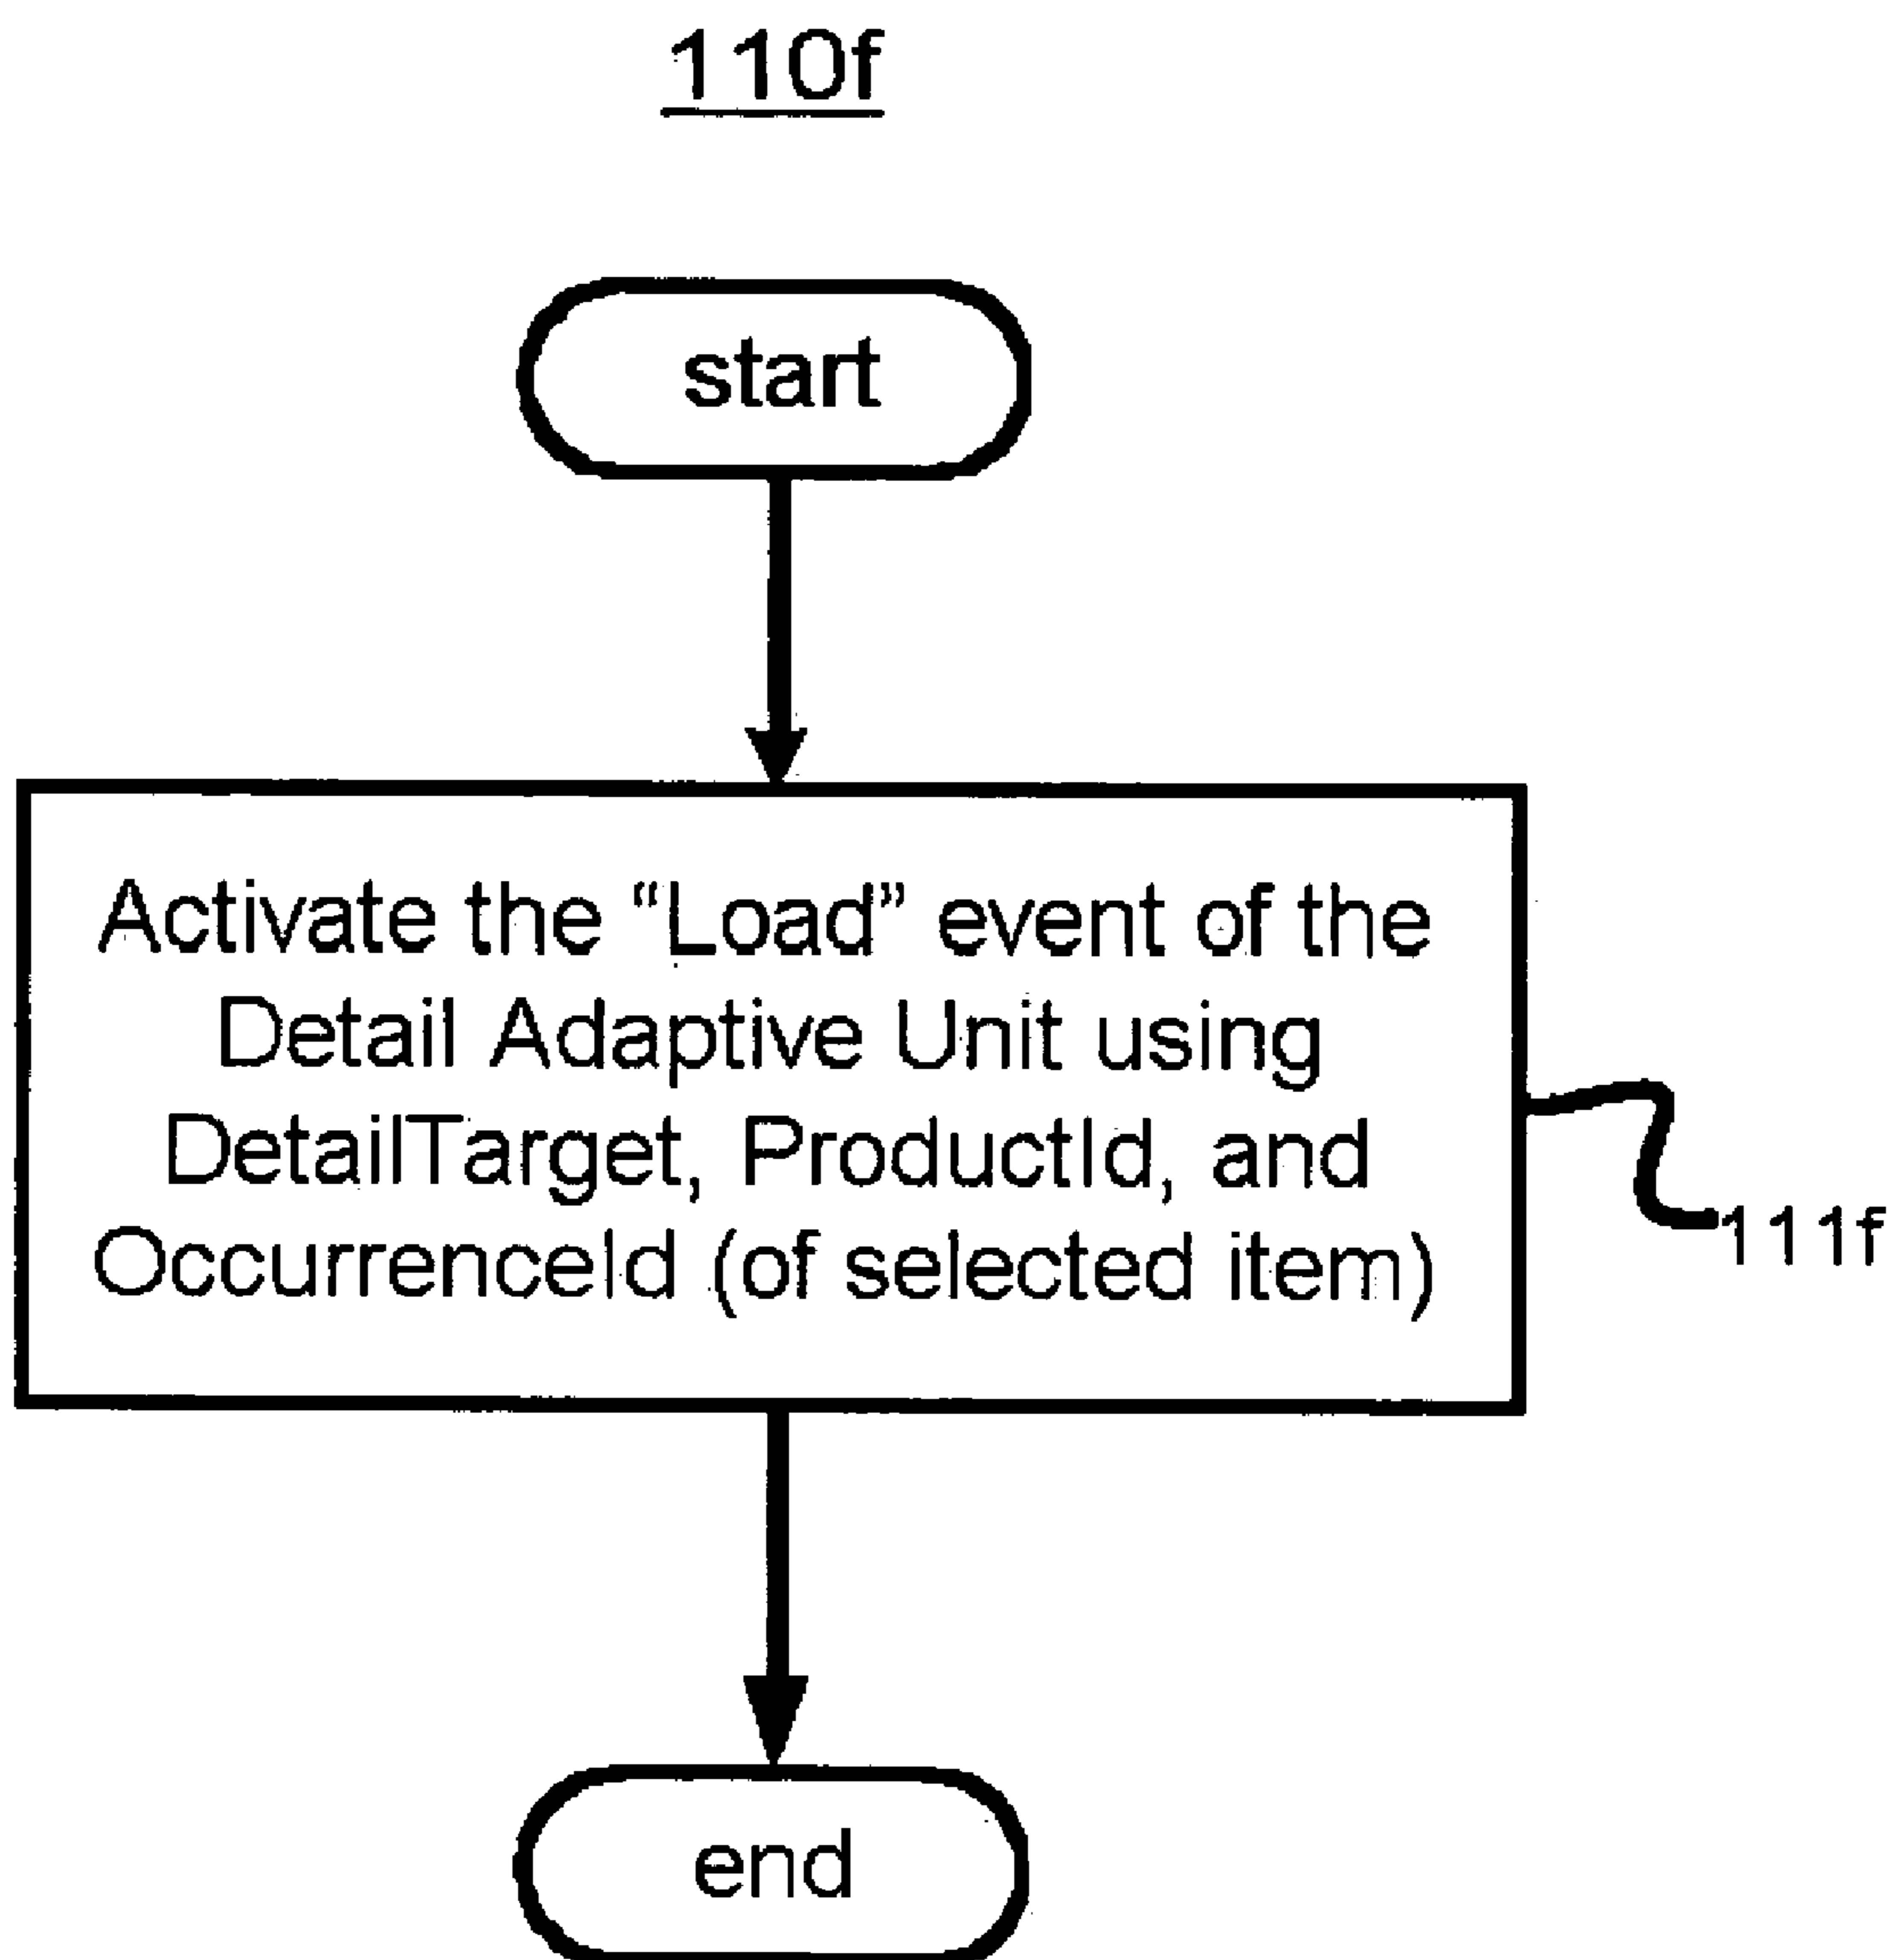 110f
start
Activate the “Load” event of the
Detail Adaptive Unit using
DetailTarget, ProductId, and
OccurrenceId (of selected item)
111f
end